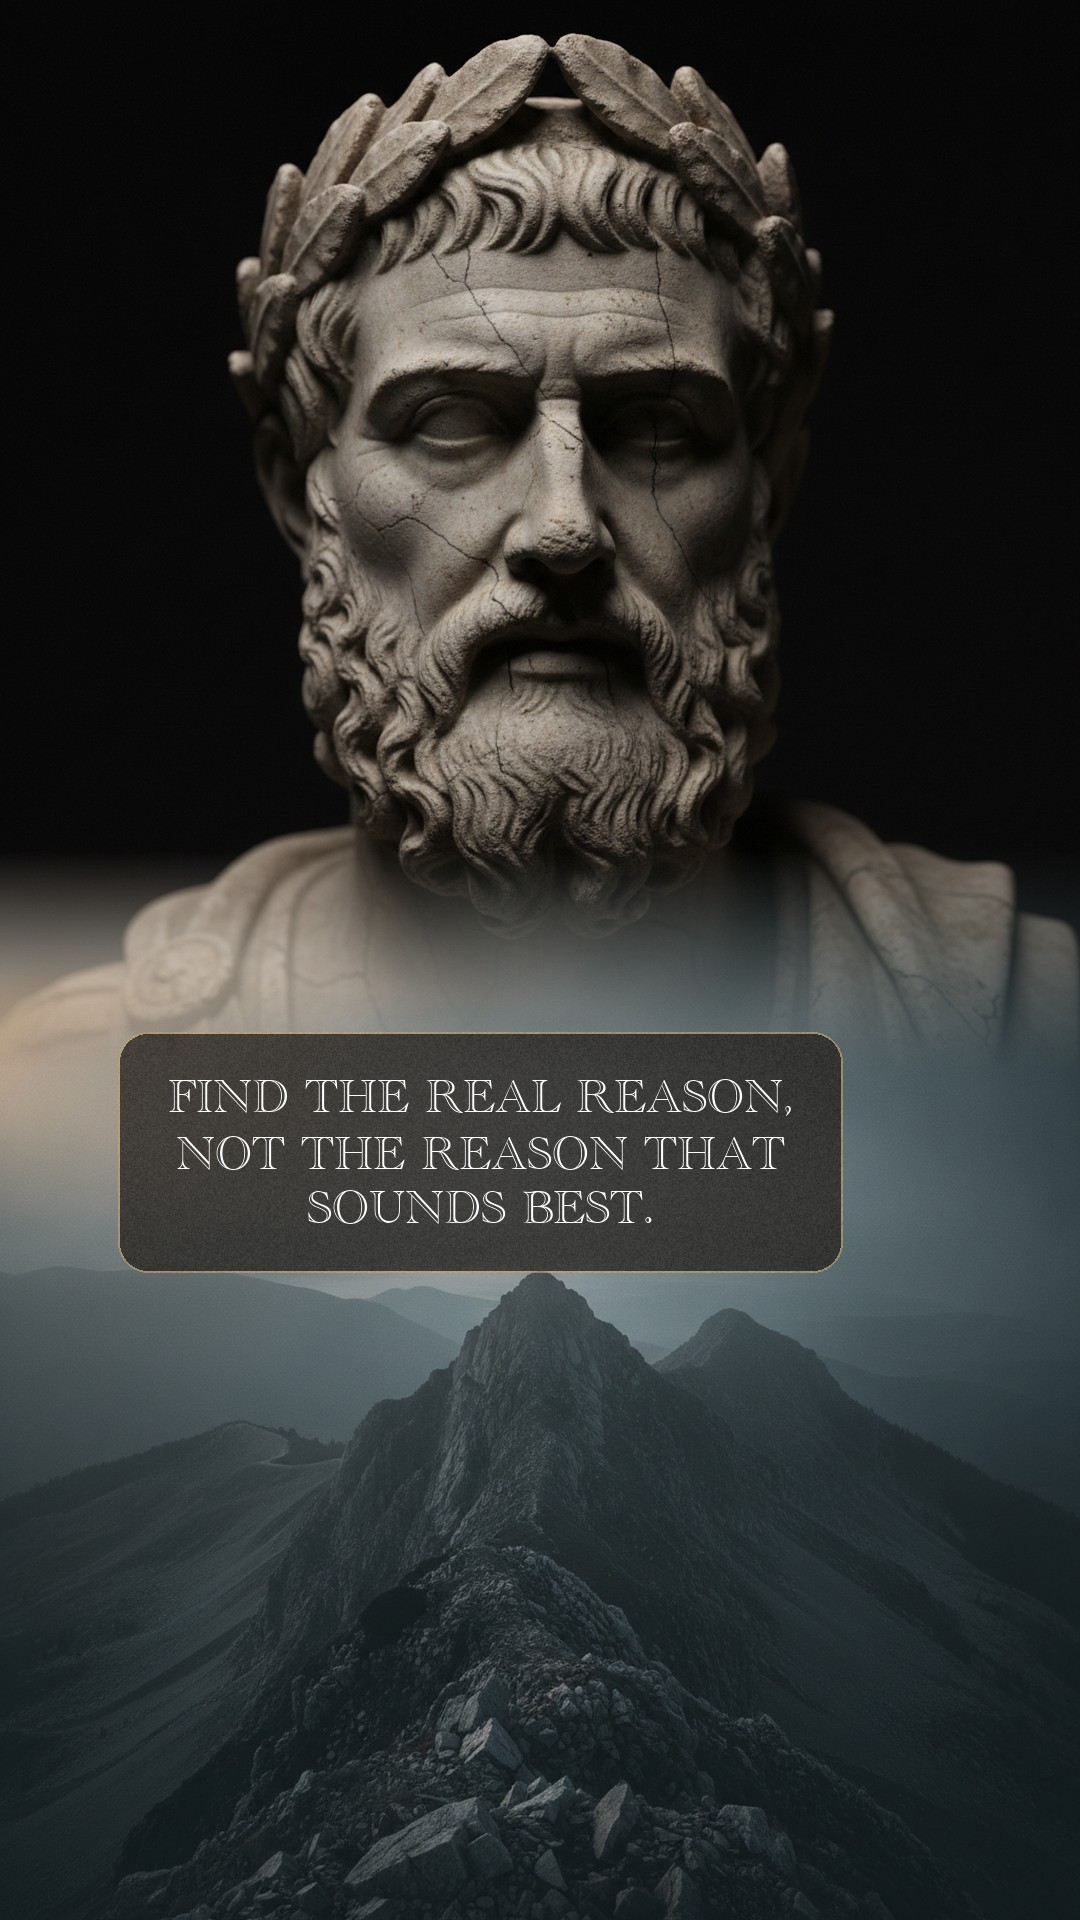 FIND THE REAL REASON,
NOT THE REASON THAT
SOUNDS BEST.